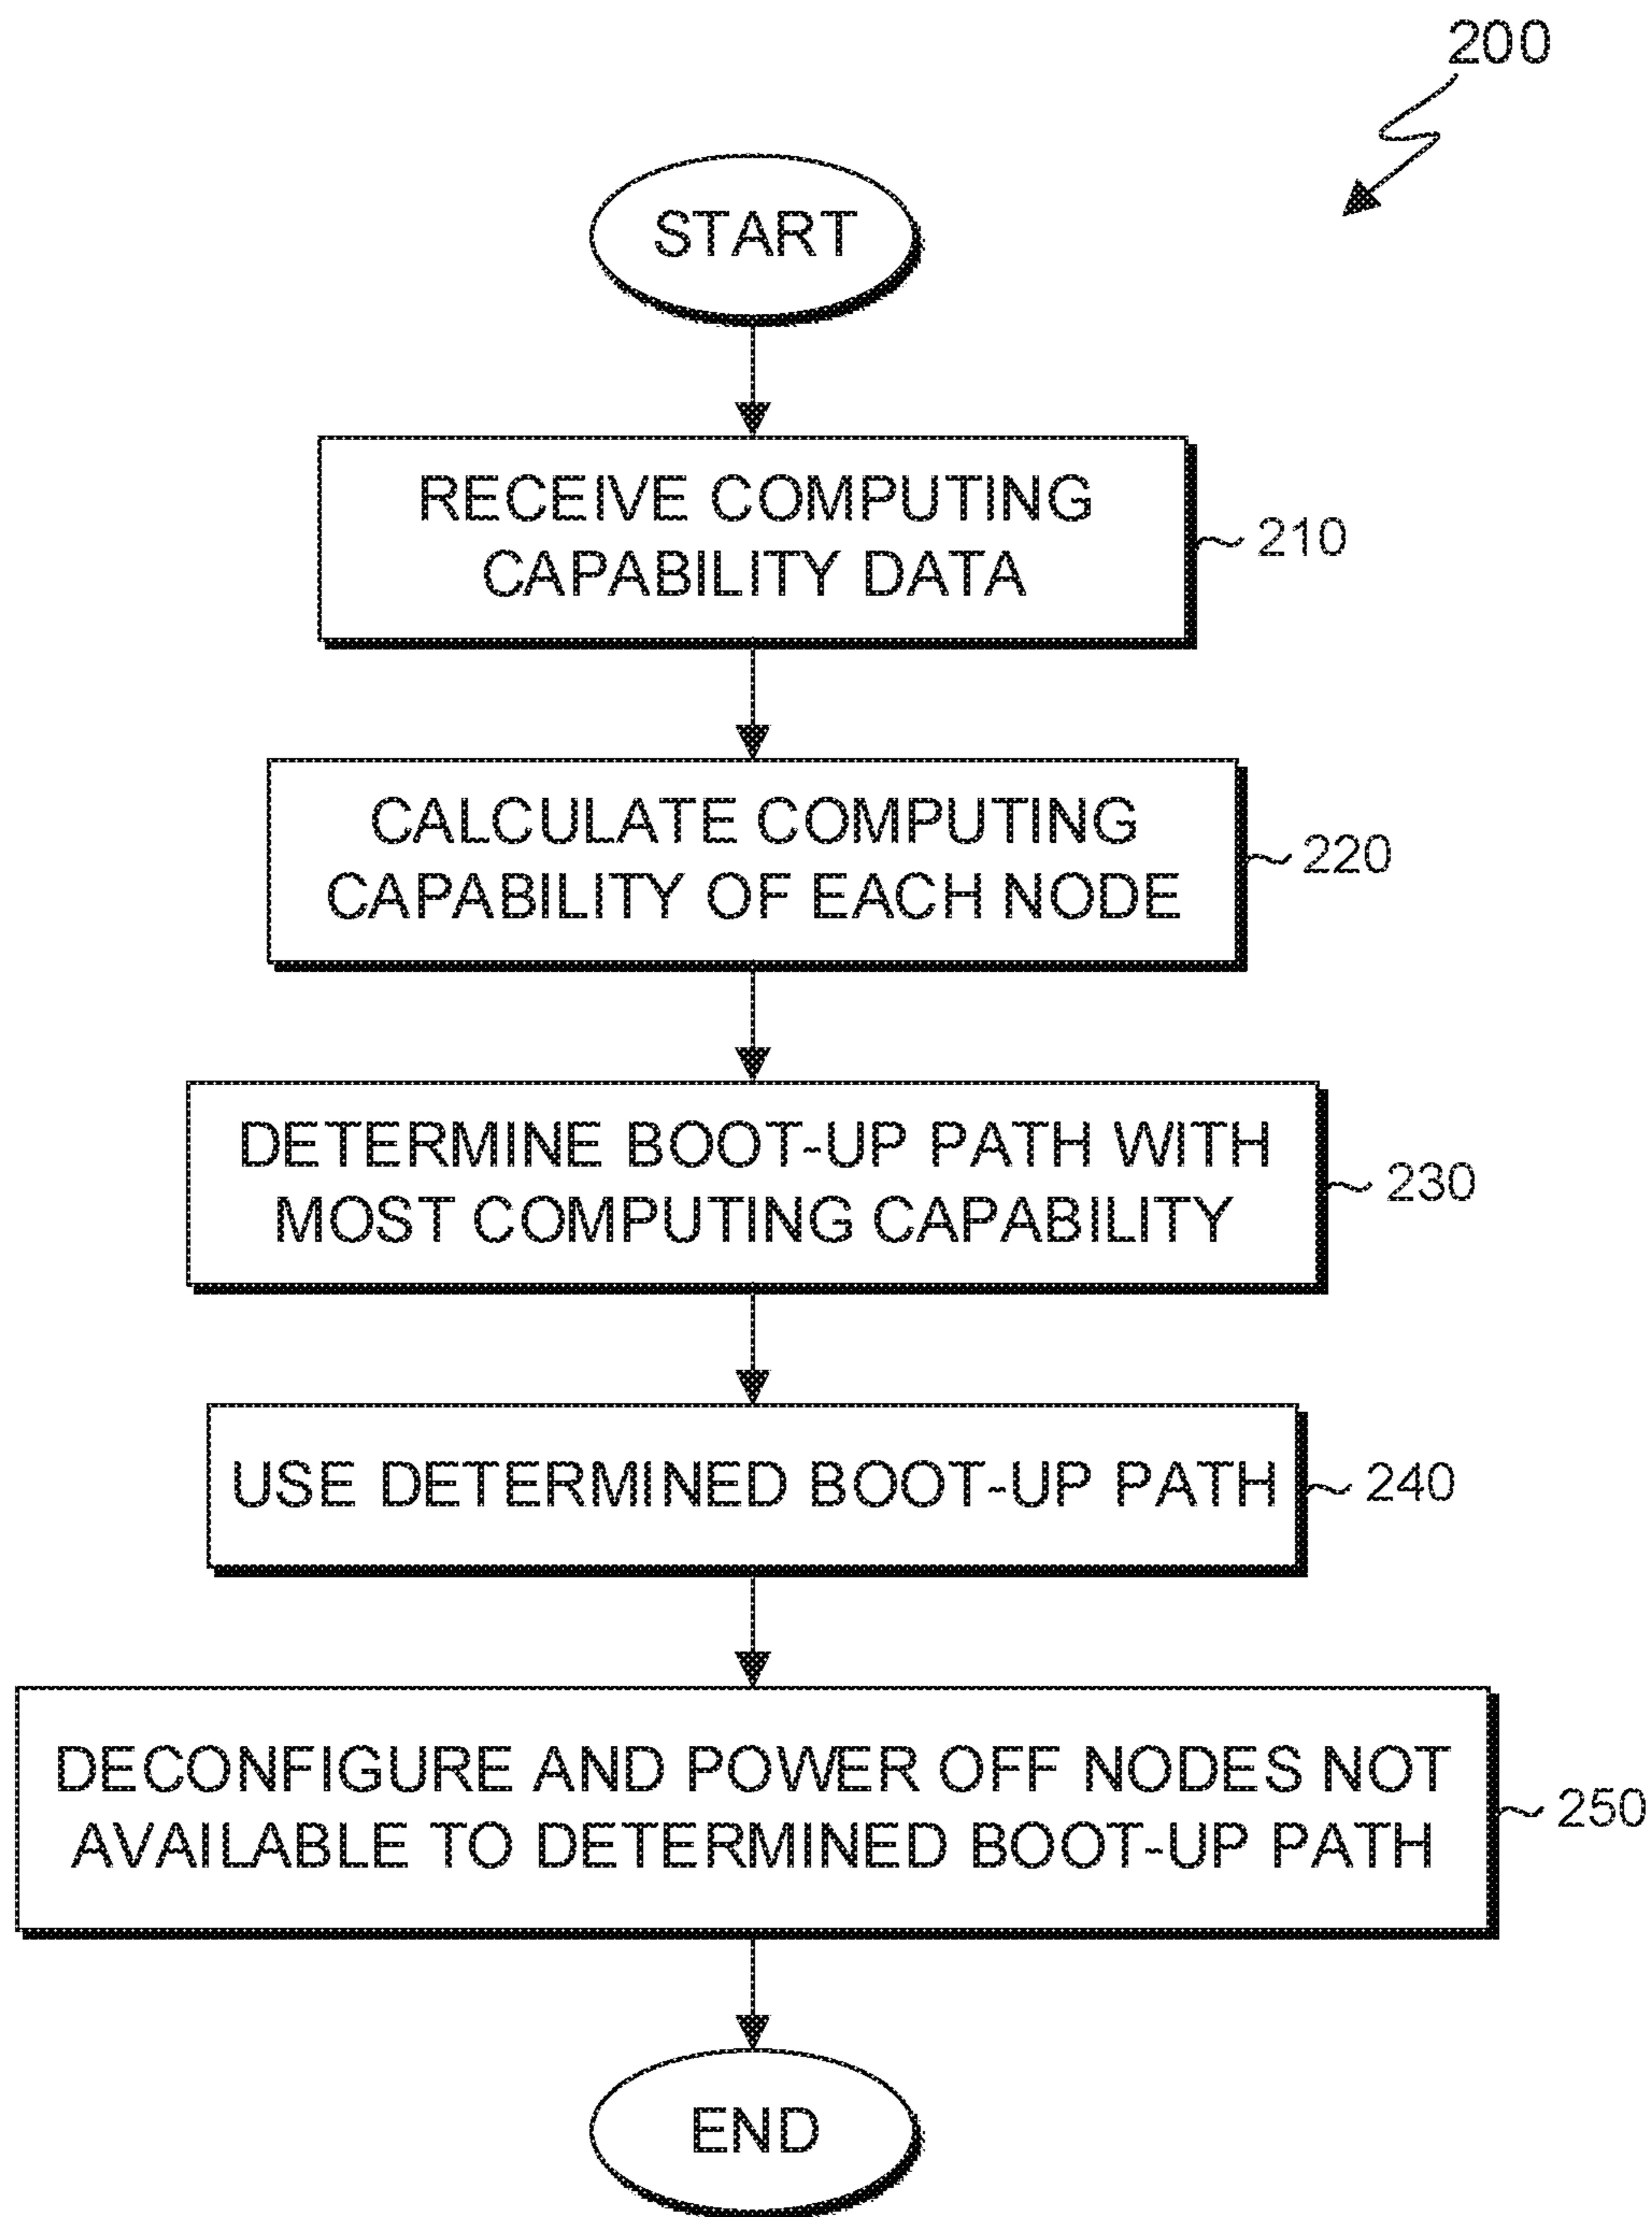 200
START
RECEIVE COMPUTING
CAPABILITY DATA
210
CALCULATE COMPUTING
CAPABILITY OF EACH NODE
220
DETERMINE BOOT-UP PATH WITH
MOST COMPUTING CAPABILITY
230
USE DETERMINED BOOT-UP PATH
240
DECONFIGURE AND POWER OFF NODES NOT
AVAILABLE TO DETERMINED BOOT-UP PATH
250
END